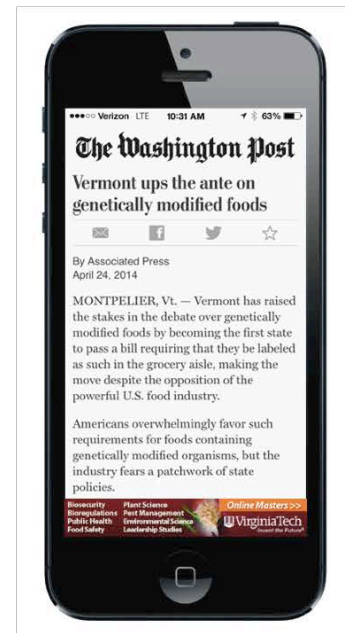 ●●●○○ Verizon LTE 10:31 AM 63%
The Washington Post
Vermont ups the ante on
genetically modified foods
By Associated Press
April 24, 2014
MONTPELIER, Vt. — Vermont has raised
the stakes in the debate over genetically
modified foods by becoming the first state
to pass a bill requiring that they be labeled
as such in the grocery aisle, making the
move despite the opposition of the
powerful U.S. food industry.
Americans overwhelmingly favor such
requirements for foods containing
genetically modified organisms, but the
industry fears a patchwork of state
policies.
Biosecurity Plant Science
Bioregulations Pest Management
Public Health Environmental Science
Food Safety Leadership Studies
Online Masters >>
VirginiaTech
Invent the Future®